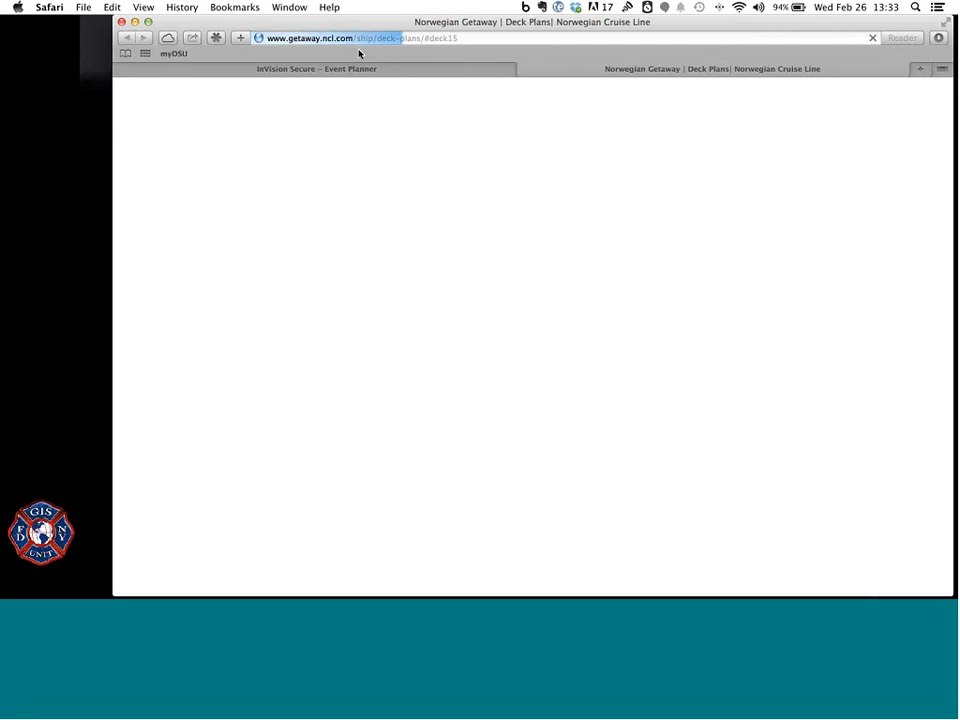 Safari File Edit View History Bookmarks Window Help 17 94% Wed Feb 26 13:33
Norwegian Getaway | Deck Plans| Norwegian Cruise Line
www.getaway.ncl.com/ship/deck-plans/#deck15 Reader
myDSU
InVision Secure – Event Planner Norwegian Getaway | Deck Plans| Norwegian Cruise Line
GIS
FD NY
UNIT